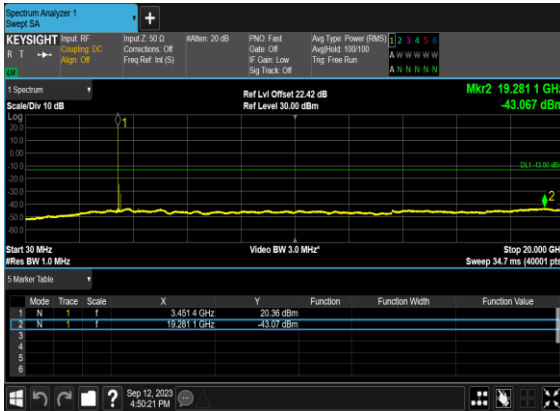 Spectrum Analyzer 1
Swept SA
+
KEYSIGHT Input: RF Input Z: 50 Ω #Atten: 20 dB PNO: Fast Avg Type: Power (RMS) 1 2 3 4 5 6
R T Coupling: DC Corrections: Off Gate: Off Avg|Hold: 100/100 A W W W W W
Align: Off Freq Ref: Int (S) IF Gain: Low Trig: Free Run
Sig Track: Off A N N N N N
1 Spectrum Ref Lvl Offset 22.42 dB Mkr2 19.281 1 GHz
Scale/Div 10 dB Ref Level 30.00 dBm -43.067 dBm
Log
20.0
10.0
0.00
-10.0
-20.0
-30.0
-40.0
-50.0
-60.0
1
DL1 -13.00 dBm
2
Start 30 MHz Video BW 3.0 MHz* Stop 20.000 GHz
#Res BW 1.0 MHz Sweep 34.7 ms (40001 pts)
5 Marker Table
Mode Trace Scale X Y Function Function Width Function Value
1 N 1 f 3.451 4 GHz 20.36 dBm
2 N 1 f 19.281 1 GHz -43.07 dBm
3
4
5
6
? Sep 12, 2023
4:50:21 PM